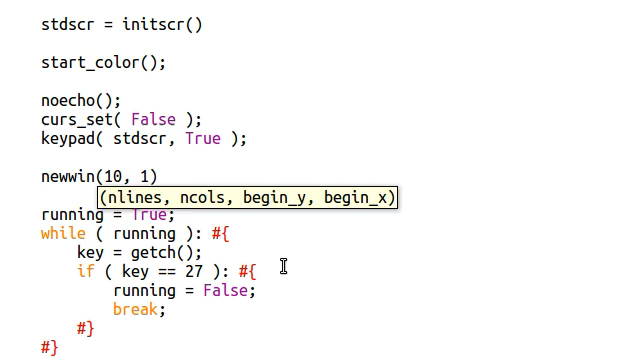 stdscr = initscr()
start_color();
noecho();
curs_set( False );
keypad( stdscr, True );
newwin(10, 1)
(nlines, ncols, begin_y, begin_x)
running = True;
while ( running ): #{
key = getch();
if ( key == 27 ): #{
running = False;
break;
#}
#}